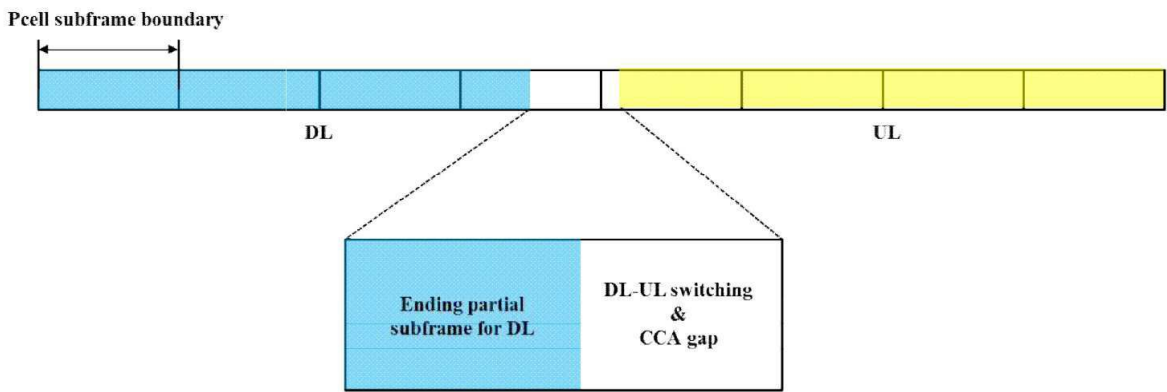 Pcell subframe boundary
DL
UL
Ending partial
subframe for DL
DL-UL switching
&
CCA gap